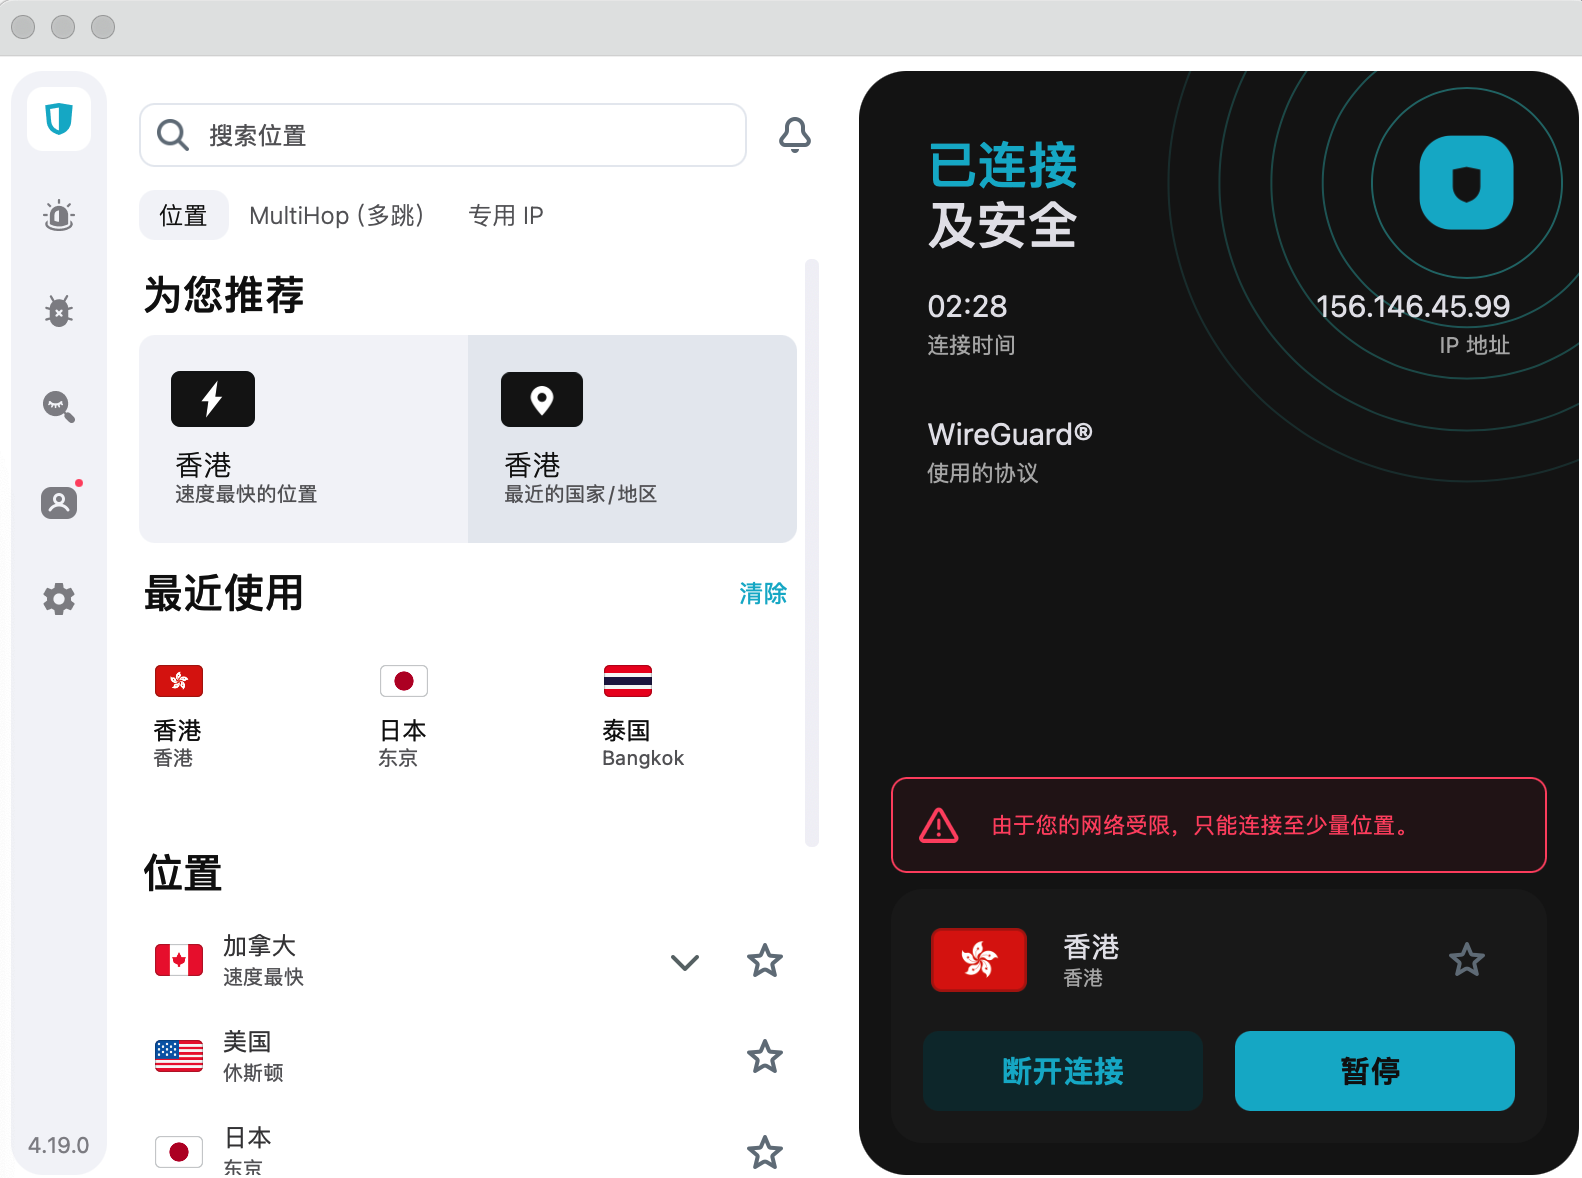 搜索位置
位置
MultiHop (多跳)
专用 IP
为您推荐
香港
速度最快的位置
香港
最近的国家/地区
最近使用
清除
香港
香港
日本
东京
泰国
Bangkok
位置
加拿大
速度最快
美国
休斯顿
日本
东京
4.19.0
已连接
及安全
02:28
连接时间
156.146.45.99
IP 地址
WireGuard®
使用的协议
由于您的网络受限，只能连接至少量位置。
香港
香港
断开连接
暂停